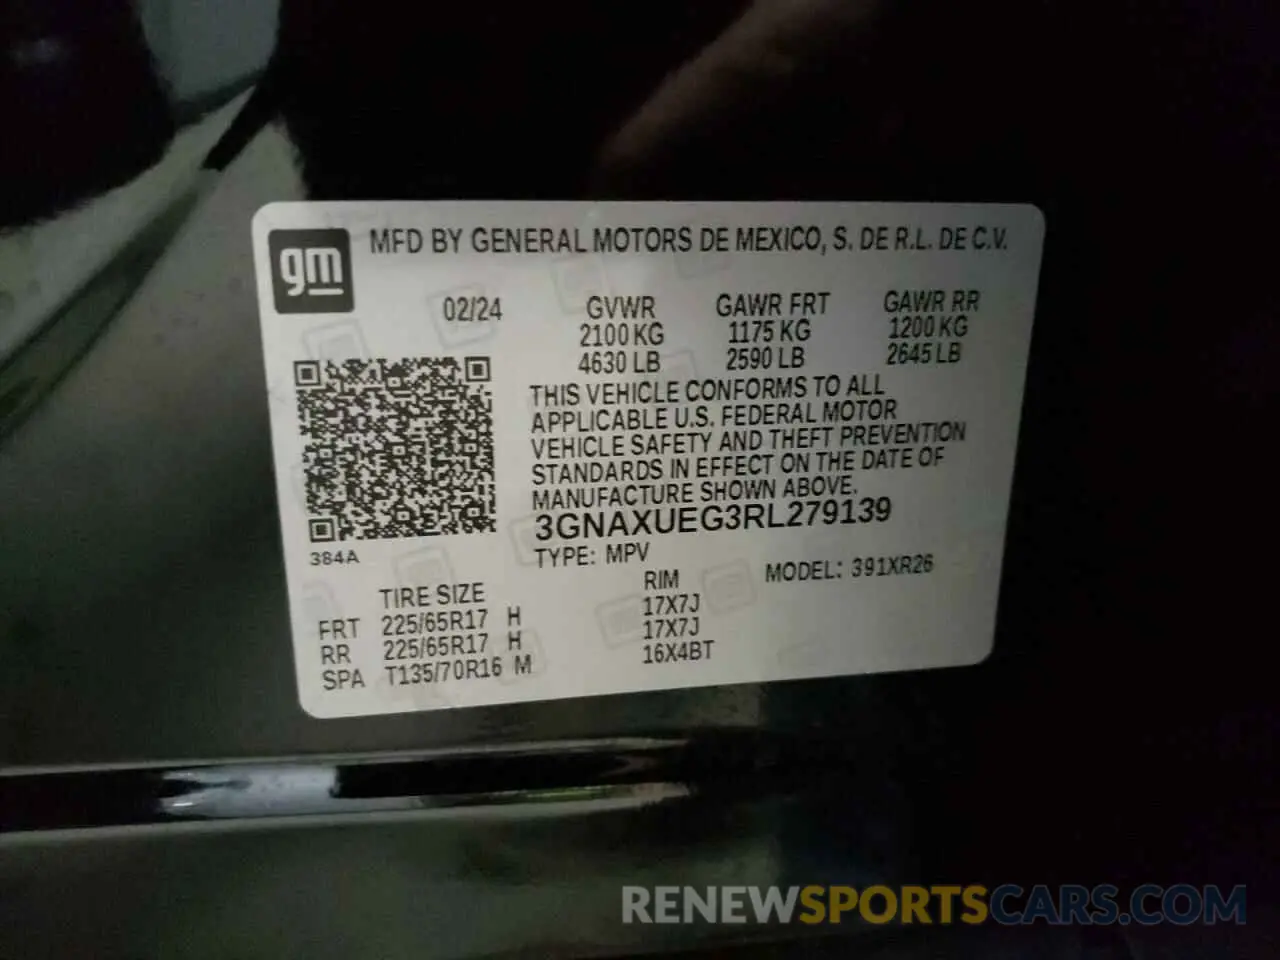 gm
MFD BY GENERAL MOTORS DE MEXICO, S. DE R.L. DE C.V.
02/24 GVWR GAWR FRT GAWR RR
2100 KG 1175 KG 1200 KG
4630 LB 2590 LB 2645 LB
THIS VEHICLE CONFORMS TO ALL
APPLICABLE U.S. FEDERAL MOTOR
VEHICLE SAFETY AND THEFT PREVENTION
STANDARDS IN EFFECT ON THE DATE OF
MANUFACTURE SHOWN ABOVE.
3GNAXUEG3RL279139
384A
TYPE: MPV
MODEL: 391XR26
TIRE SIZE RIM
FRT 225/65R17 H 17X7J
RR 225/65R17 H 17X7J
SPA T135/70R16 M 16X4BT
RENEWSPORTSCARS.COM